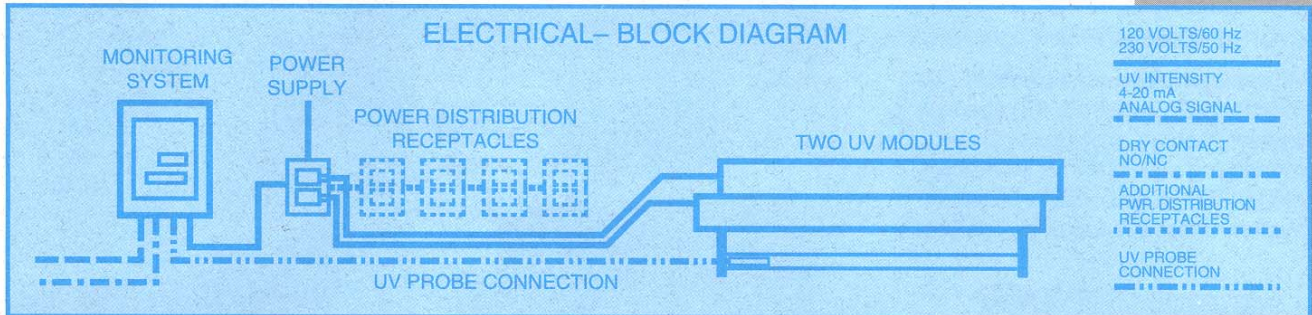 ELECTRICAL– BLOCK DIAGRAM
MONITORING
SYSTEM
POWER
SUPPLY
POWER DISTRIBUTION
RECEPTACLES
TWO UV MODULES
UV PROBE CONNECTION
120 VOLTS/60 Hz
230 VOLTS/50 Hz
UV INTENSITY
4-20 mA
ANALOG SIGNAL
DRY CONTACT
NO/NC
ADDITIONAL
PWR. DISTRIBUTION
RECEPTACLES
UV PROBE
CONNECTION